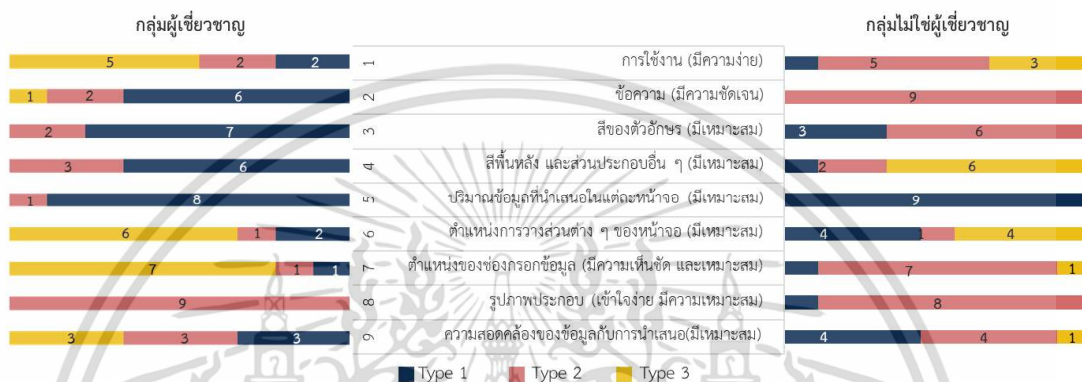 กลุ่มผู้เชี่ยวชาญ กลุ่มไม่ใช่ผู้เชี่ยวชาญ
5 2 2 1 การใช้งาน (มีความง่าย) 5 3
1 2 6 2 ข้อความ (มีความชัดเจน) 9
2 7 3 สีของตัวอักษร (มีเหมาะสม) 3 6
3 6 4 สีพื้นหลัง และส่วนประกอบอื่น ๆ (มีเหมาะสม) 2 6
1 8 5 ปริมาณข้อมูลที่นำเสนอในแต่ละหน้าจอ (มีเหมาะสม) 9
6 1 2 6 ตำแหน่งการวางส่วนต่าง ๆ ของหน้าจอ (มีเหมาะสม) 4 1 4
7 1 1 7 ตำแหน่งของช่องกรอกข้อมูล (มีความเห็นชัด และเหมาะสม) 7 1
9 8 รูปภาพประกอบ (เข้าใจง่าย มีความเหมาะสม) 8
3 3 3 9 ความสอดคล้องของข้อมูลกับการนำเสนอ(มีเหมาะสม) 4 4 1
Type 1 Type 2 Type 3